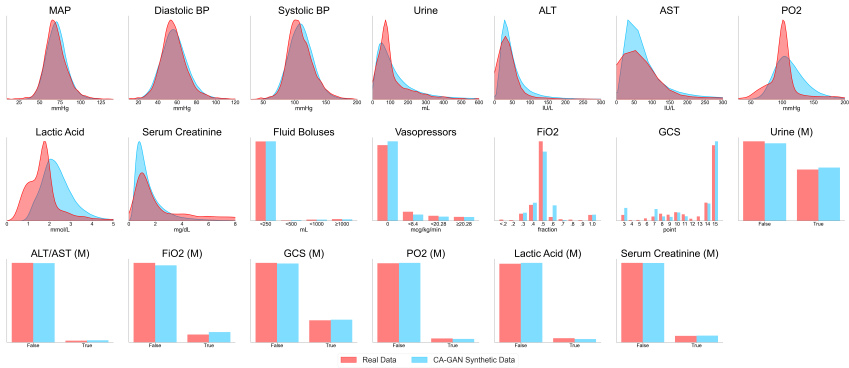 MAP Diastolic BP Systolic BP Urine ALT AST PO2
25 50 75 100 125 20 40 60 80 100 120 50 100 150 200 0 100 200 300 400 500 600 0 50 100 150 200 250 300 0 50 100 150 200 250 300 50 100 150 200
mmHg mmHg mmHg mL IU/L IU/L mmHg
Lactic Acid Serum Creatinine Fluid Boluses Vasopressors FiO2 GCS Urine (M)
0 1 2 3 4 5 0 2 4 6 8 <250 <500 <1000 ≥1000 0 <8.4 <20.28 ≥20.28 <.2 .2 .3 .4 .5 .6 .7 .8 .9 1.0 3 4 5 6 7 8 9 10 11 12 13 14 15 False True
mmol/L mg/dL mL mcg/kg/min fraction point
ALT/AST (M) FiO2 (M) GCS (M) PO2 (M) Lactic Acid (M) Serum Creatinine (M)
False True False True False True False True False True False True
Real Data CA-GAN Synthetic Data